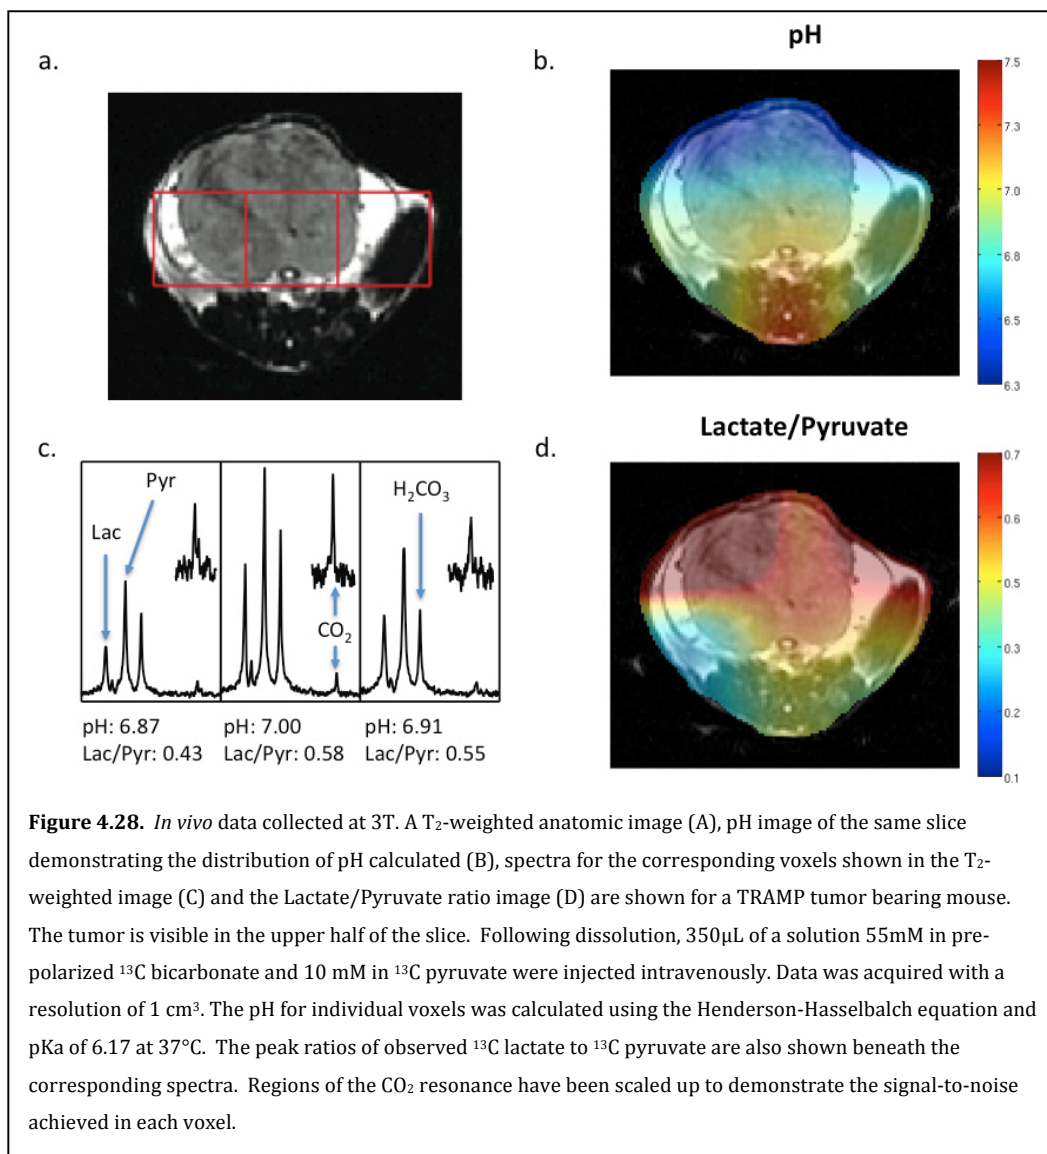 a.
b.
pH
7.5
7.3
7.0
6.8
6.5
6.3
c.
Lac
Pyr
CO₂
H₂CO₃
pH: 6.87
Lac/Pyr: 0.43
pH: 7.00
Lac/Pyr: 0.58
pH: 6.91
Lac/Pyr: 0.55
d.
Lactate/Pyruvate
0.7
0.6
0.5
0.4
0.3
0.2
0.1
Figure 4.28. In vivo data collected at 3T. A T₂-weighted anatomic image (A), pH image of the same slice
demonstrating the distribution of pH calculated (B), spectra for the corresponding voxels shown in the T₂-
weighted image (C) and the Lactate/Pyruvate ratio image (D) are shown for a TRAMP tumor bearing mouse.
The tumor is visible in the upper half of the slice. Following dissolution, 350μL of a solution 55mM in pre-
polarized ¹³C bicarbonate and 10 mM in ¹³C pyruvate were injected intravenously. Data was acquired with a
resolution of 1 cm³. The pH for individual voxels was calculated using the Henderson-Hasselbalch equation and
pKa of 6.17 at 37°C. The peak ratios of observed ¹³C lactate to ¹³C pyruvate are also shown beneath the
corresponding spectra. Regions of the CO₂ resonance have been scaled up to demonstrate the signal-to-noise
achieved in each voxel.